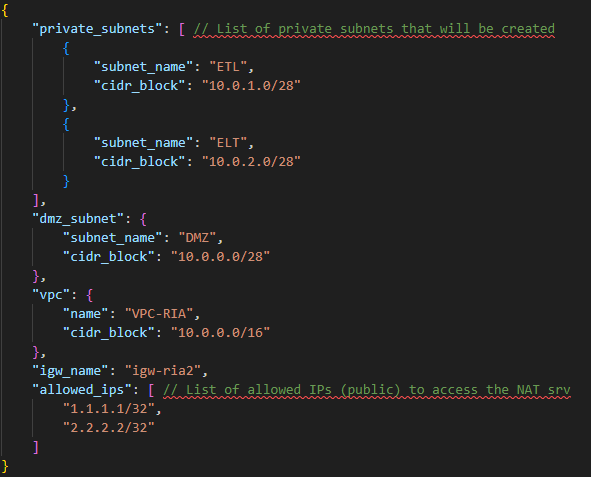 {
    "private_subnets": [ // List of private subnets that will be created
        {
            "subnet_name": "ETL",
            "cidr_block": "10.0.1.0/28"
        },
        {
            "subnet_name": "ELT",
            "cidr_block": "10.0.2.0/28"
        }
    ],
    "dmz_subnet": {
        "subnet_name": "DMZ",
        "cidr_block": "10.0.0.0/28"
    },
    "vpc": {
        "name": "VPC-RIA",
        "cidr_block": "10.0.0.0/16"
    },
    "igw_name": "igw-ria2",
    "allowed_ips": [ // List of allowed IPs (public) to access the NAT srv
        "1.1.1.1/32",
        "2.2.2.2/32"
    ]
}